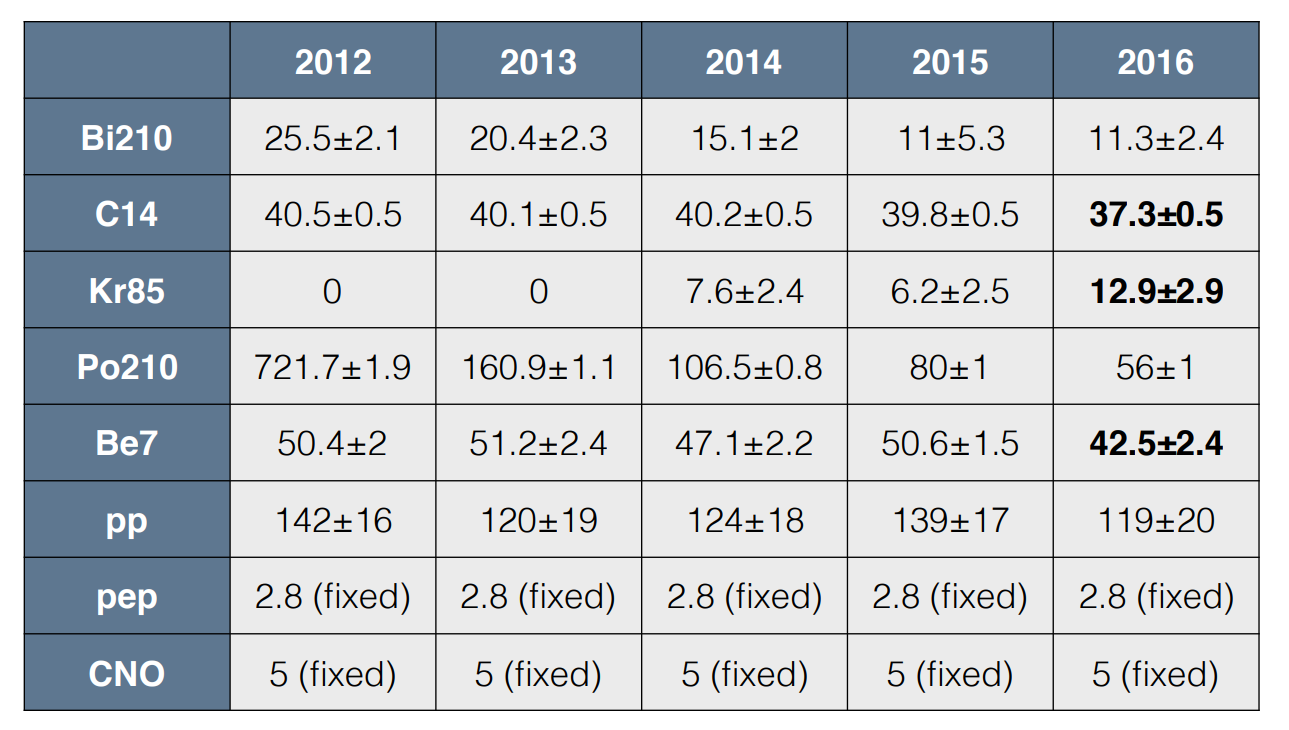 2012 2013 2014 2015 2016
Bi210 25.5±2.1 20.4±2.3 15.1±2 11±5.3 11.3±2.4
C14 40.5±0.5 40.1±0.5 40.2±0.5 39.8±0.5 37.3±0.5
Kr85 0 0 7.6±2.4 6.2±2.5 12.9±2.9
Po210 721.7±1.9 160.9±1.1 106.5±0.8 80±1 56±1
Be7 50.4±2 51.2±2.4 47.1±2.2 50.6±1.5 42.5±2.4
pp 142±16 120±19 124±18 139±17 119±20
pep 2.8 (fixed) 2.8 (fixed) 2.8 (fixed) 2.8 (fixed) 2.8 (fixed)
CNO 5 (fixed) 5 (fixed) 5 (fixed) 5 (fixed) 5 (fixed)